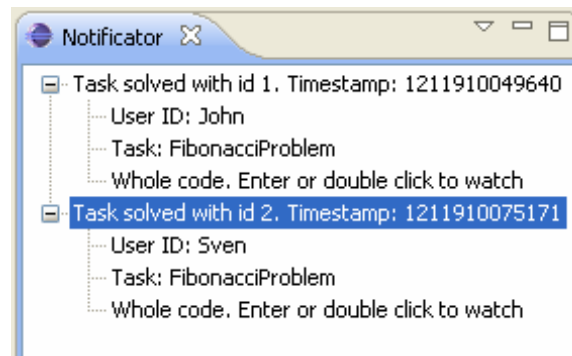 Notificator
Task solved with id 1. Timestamp: 1211910049640
User ID: John
Task: FibonacciProblem
Whole code. Enter or double click to watch
Task solved with id 2. Timestamp: 1211910075171
User ID: Sven
Task: FibonacciProblem
Whole code. Enter or double click to watch